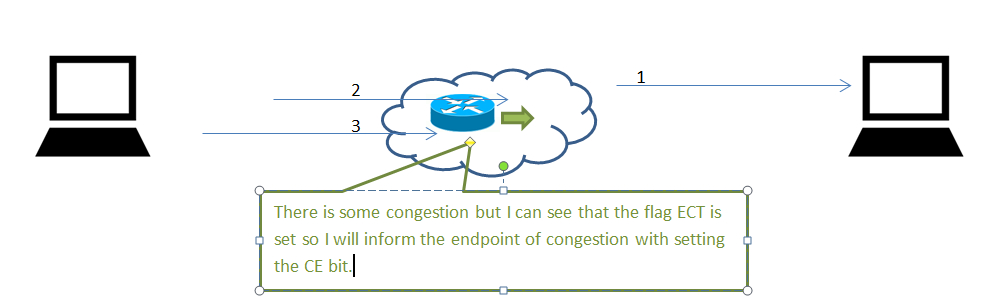 1
2
3
There is some congestion but I can see that the flag ECT is
set so I will inform the endpoint of congestion with setting
the CE bit.